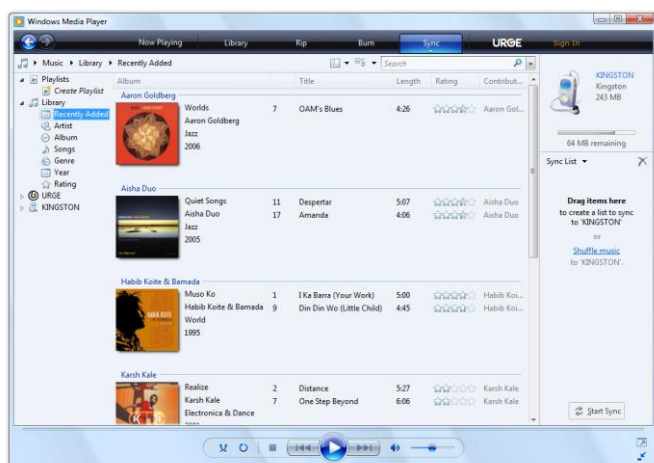 Windows Media Player
Now Playing Library Rip Burn Sync URGE Sign In
Music Library Recently Added Search
Playlists
Create Playlist
Library
Recently Added
Artist
Album
Songs
Genre
Year
Rating
URGE
KINGSTON
Album Title Length Rating Contribut...
Aaron Goldberg
Worlds 7 OAM's Blues 4:26 Aaron Gol...
Aaron Goldberg
Jazz
2006
Aisha Duo
Quiet Songs 11 Despertar 5:07 Aisha Duo
Aisha Duo 17 Amanda 4:06 Aisha Duo
Jazz
2005
Habib Koite & Bamada
Muso Ko 1 I Ka Barra (Your Work) 5:00 Habib Koi...
Habib Koite & Bamada 9 Din Din Wo (Little Child) 4:45 Habib Koi...
World
1995
Karsh Kale
Realize 2 Distance 5:27 Karsh Kale
Karsh Kale 7 One Step Beyond 6:06 Karsh Kale
Electronica & Dance
KINGSTON
Kingston
243 MB
64 MB remaining
Sync List
Drag items here
to create a list to sync
to 'KINGSTON'
or
Shuffle music
to 'KINGSTON'.
Start Sync